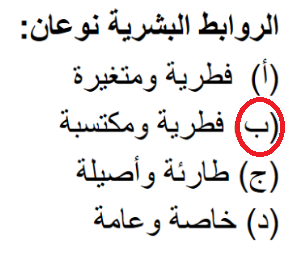 الروابط البشرية نوعان:
(أ) فطرية ومتغيرة
(ب) فطرية ومكتسبة
(ج) طارئة وأصيلة
(د) خاصة وعامة